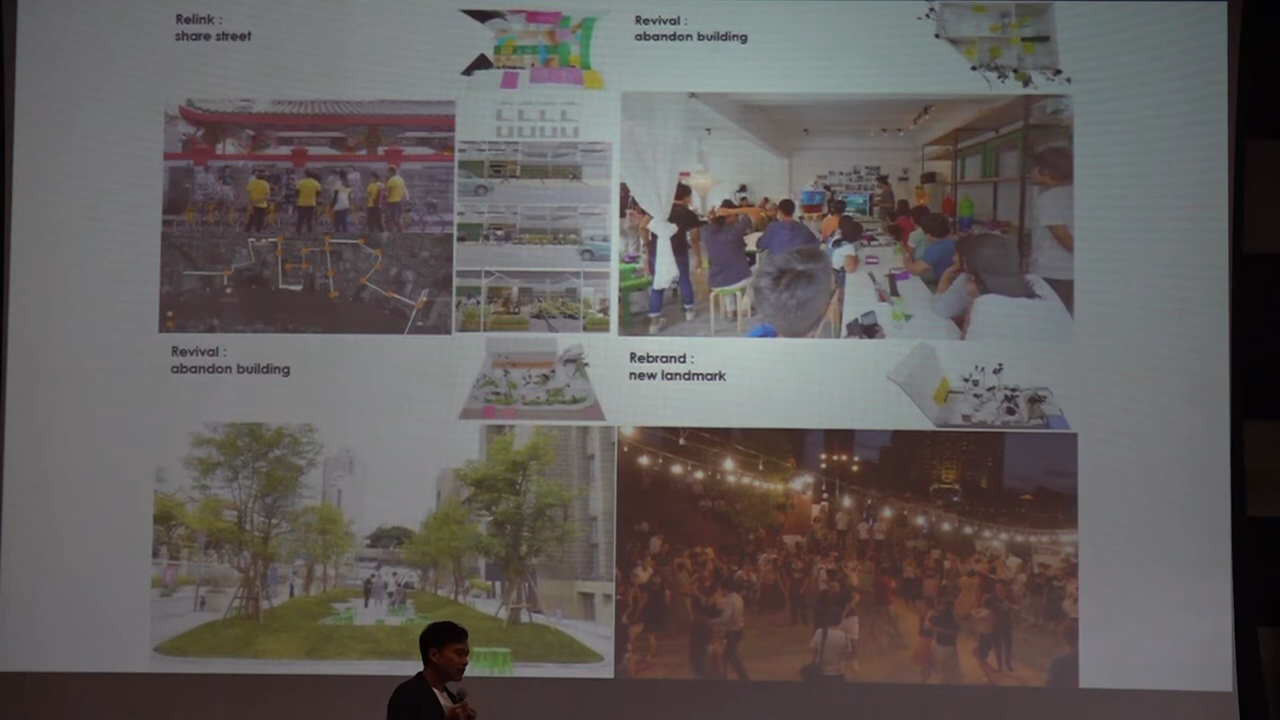 Relink :
share street
Revival :
abandon building
Revival :
abandon building
Rebrand :
new landmark